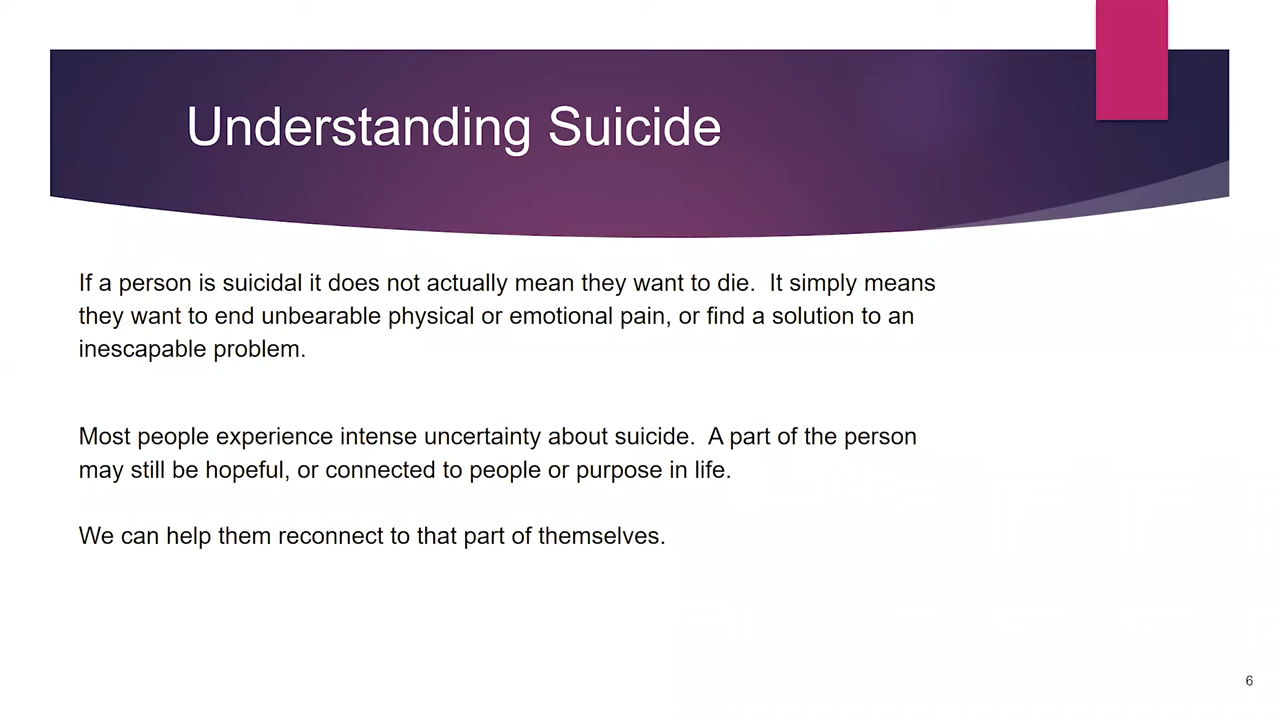 Understanding Suicide
If a person is suicidal it does not actually mean they want to die.  It simply means
they want to end unbearable physical or emotional pain, or find a solution to an
inescapable problem.
Most people experience intense uncertainty about suicide.  A part of the person
may still be hopeful, or connected to people or purpose in life.
We can help them reconnect to that part of themselves.
6